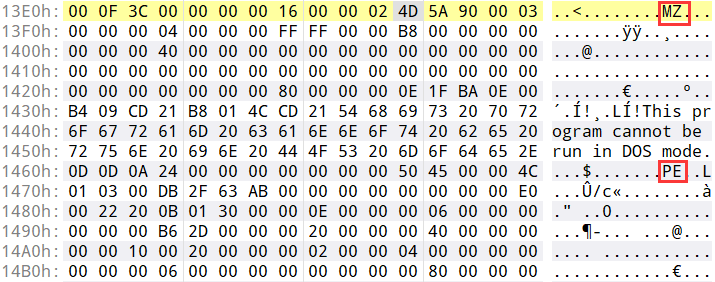 13E0h: 00 0F 3C 00 00 00 00 16 00 00 02 4D 5A 90 00 03 ..<........MZ...
13F0h: 00 00 00 04 00 00 00 FF FF 00 00 B8 00 00 00 00 .......ÿÿ..¸....
1400h: 00 00 00 40 00 00 00 00 00 00 00 00 00 00 00 00 ...@............
1410h: 00 00 00 00 00 00 00 00 00 00 00 00 00 00 00 00 ................
1420h: 00 00 00 00 00 00 00 80 00 00 00 0E 1F BA 0E 00 .......€.....º..
1430h: B4 09 CD 21 B8 01 4C CD 21 54 68 69 73 20 70 72 ´.Í!¸.LÍ!This pr
1440h: 6F 67 72 61 6D 20 63 61 6E 6E 6F 74 20 62 65 20 ogram cannot be
1450h: 72 75 6E 20 69 6E 20 44 4F 53 20 6D 6F 64 65 2E run in DOS mode.
1460h: 0D 0D 0A 24 00 00 00 00 00 00 00 50 45 00 00 4C ...$.......PE..L
1470h: 01 03 00 DB 2F 63 AB 00 00 00 00 00 00 00 00 E0 ...Û/c«........à
1480h: 00 22 20 0B 01 30 00 00 0E 00 00 00 06 00 00 00 ." ..0..........
1490h: 00 00 00 B6 2D 00 00 00 20 00 00 00 40 00 00 00 ...¶-... ...@...
14A0h: 00 00 10 00 20 00 00 00 02 00 00 04 00 00 00 00 .... ...........
14B0h: 00 00 00 06 00 00 00 00 00 00 00 80 00 00 00 00 ...........€....